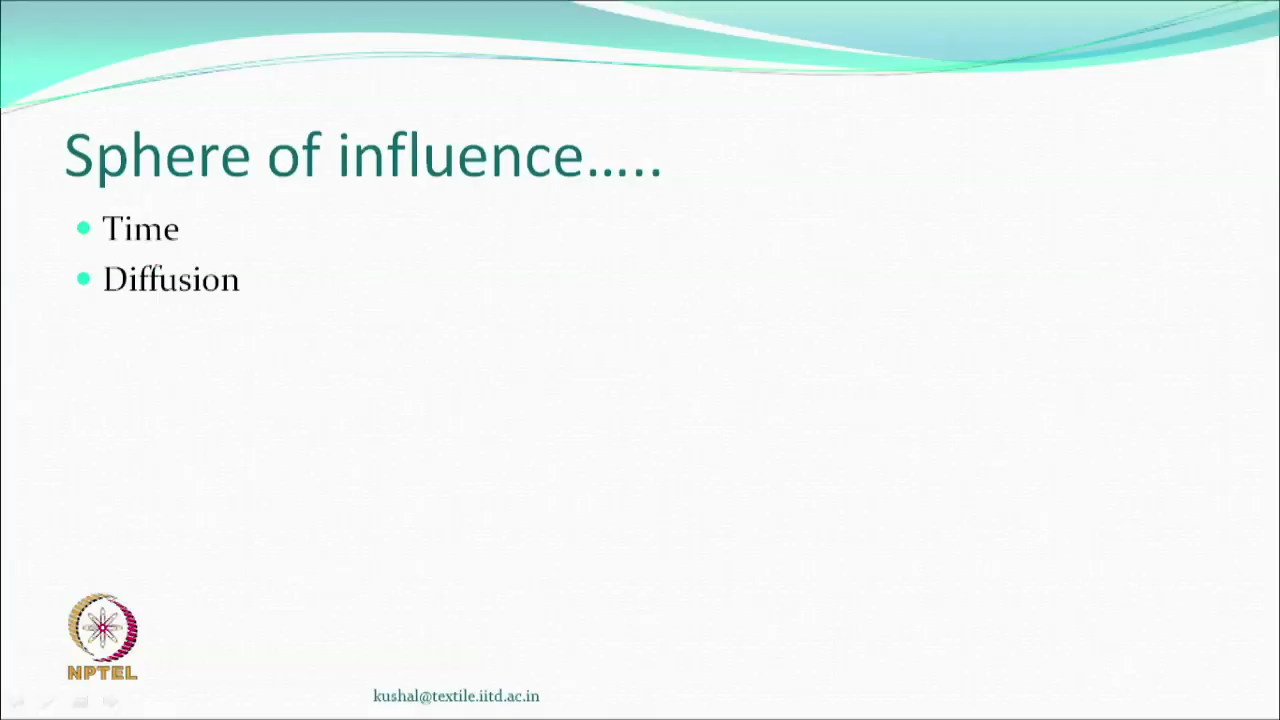 Sphere of influence.....
Time
Diffusion
NPTEL
kushal@textile.iitd.ac.in